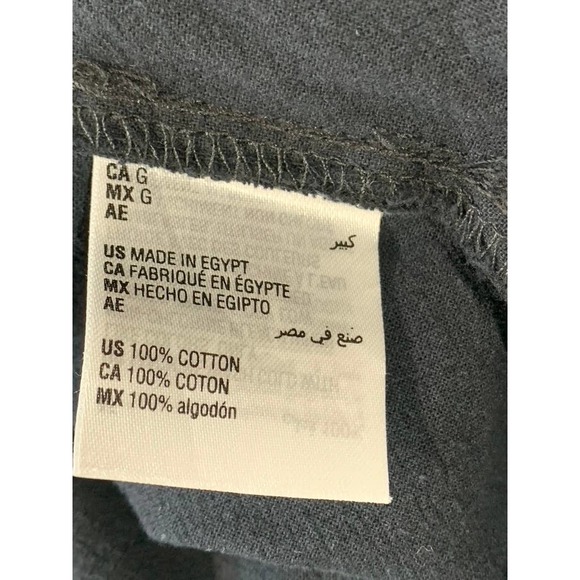 CA G
MX G
AE كبير
US MADE IN EGYPT
CA FABRIQUÉ EN ÉGYPTE
MX HECHO EN EGIPTO
AE
صنع في مصر
US 100% COTTON
CA 100% COTON
MX 100% algodón